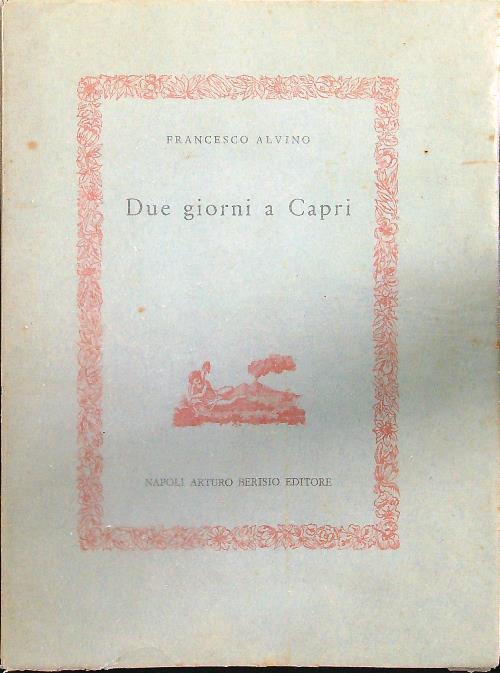 FRANCESCO ALVINO
Due giorni a Capri
NAPOLI ARTURO BERISIO EDITORE